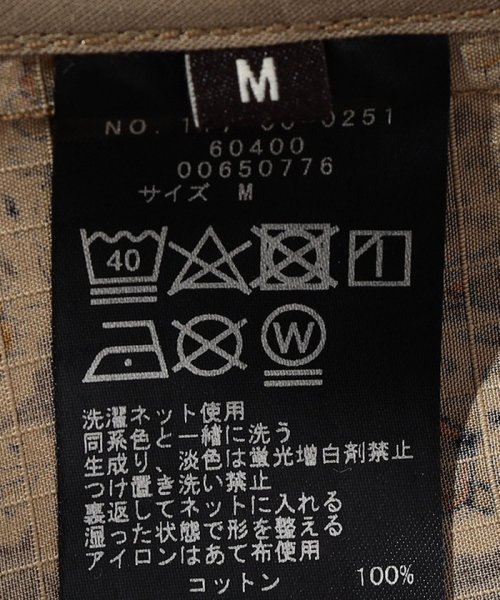 M
0251
60400
00650776
サイズ M
40
W
洗濯ネット使用
同系色と一緒に洗う
生成り、淡色は蛍光増白剤禁止
つけ置き洗い禁止
裏返してネットに入れる
湿った状態で形を整える
アイロンはあて布使用
コットン 100%